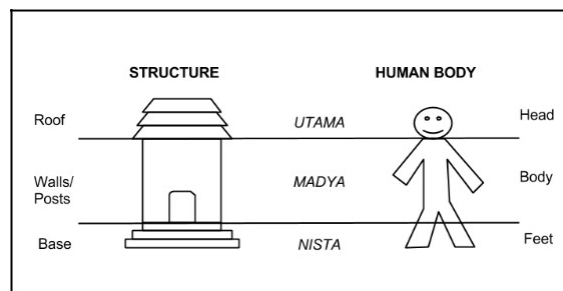 STRUCTURE HUMAN BODY
Roof UTAMA Head
Walls/
Posts MADYA Body
Base NISTA Feet